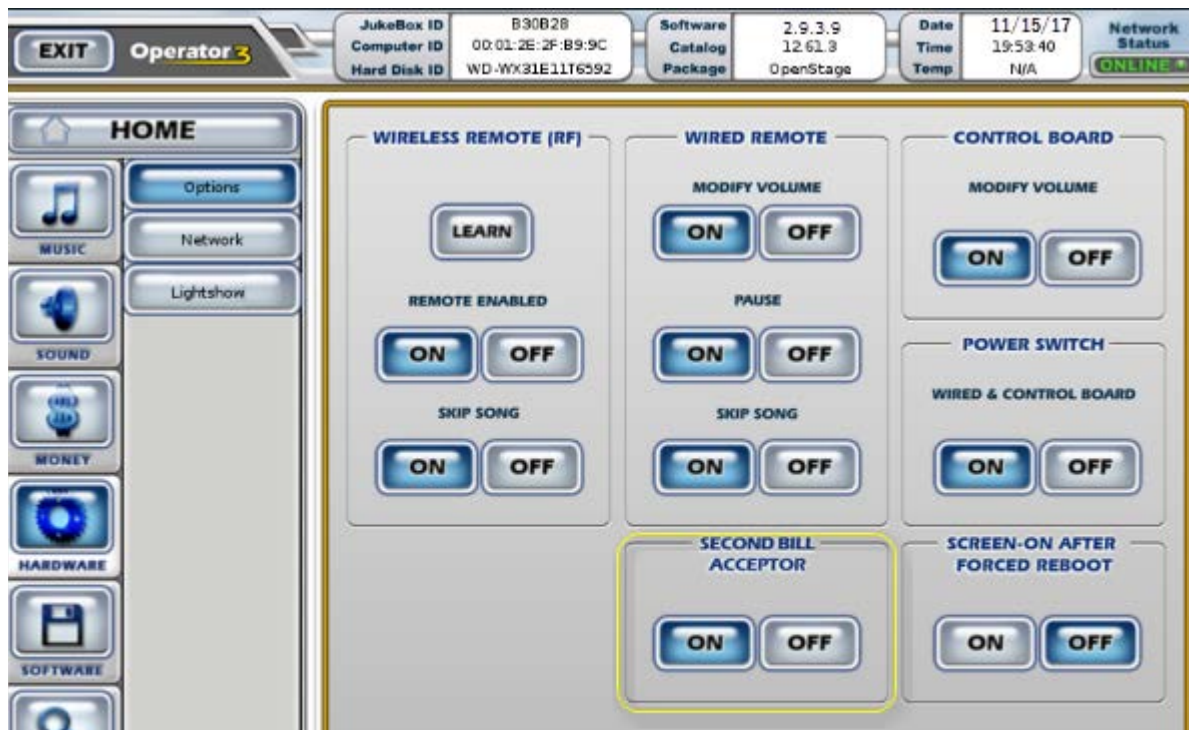 EXIT
Operator 3
JukeBox ID B30B28
Computer ID 00:01:2E:2F:B9:9C
Hard Disk ID WD-WX31E11T6592
Software 2.9.3.9
Catalog 12.61.3
Package OpenStage
Date 11/15/17
Time 19:53:40
Temp N/A
Network
Status
ONLINE
HOME
MUSIC
SOUND
MONEY
HARDWARE
SOFTWARE
Options
Network
Lightshow
WIRELESS REMOTE (RF)
LEARN
REMOTE ENABLED
ON OFF
SKIP SONG
ON OFF
WIRED REMOTE
MODIFY VOLUME
ON OFF
PAUSE
ON OFF
SKIP SONG
ON OFF
CONTROL BOARD
MODIFY VOLUME
ON OFF
POWER SWITCH
WIRED & CONTROL BOARD
ON OFF
SECOND BILL
ACCEPTOR
ON OFF
SCREEN-ON AFTER
FORCED REBOOT
ON OFF